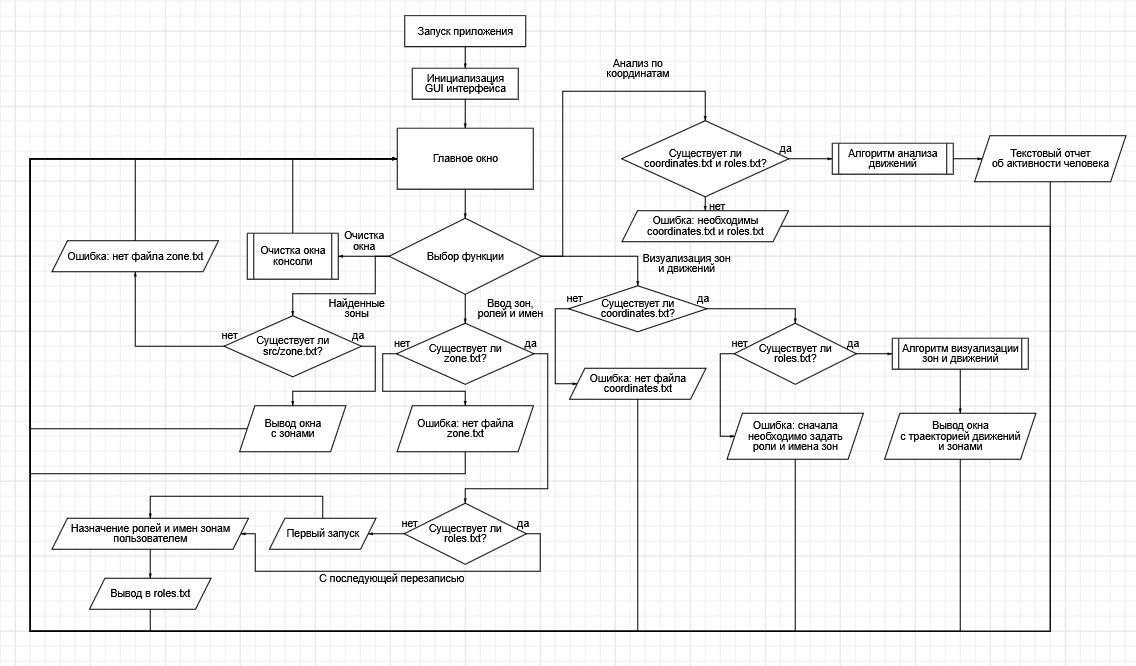 Запуск приложения
Инициализация
GUI интерфейса
Главное окно
Анализ по
координатам
Существует ли
coordinates.txt и roles.txt?
да
Алгоритм анализа
движений
Текстовый отчет
об активности человека
нет
Ошибка: необходимы
coordinates.txt и roles.txt
Ошибка: нет файла zone.txt
Очистка окна
консоли
Очистка
окна
Выбор функции
Визуализация зон
и движений
Найденные
зоны
Ввод зон,
ролей и имен
нет
Существует ли
coordinates.txt?
да
нет
Существует ли
src/zone.txt?
да
нет
Существует ли
zone.txt?
да
нет
Существует ли
roles.txt?
да
Алгоритм визуализации
зон и движений
Ошибка: нет файла
coordinates.txt
Вывод окна
с зонами
Ошибка: нет файла
zone.txt
Ошибка: сначала
необходимо задать
роли и имена зон
Вывод окна
с траекторией движений
и зонами
Назначение ролей и имен зонам
пользователем
Первый запуск
нет
Существует ли
roles.txt?
да
С последующей перезаписью
Вывод в roles.txt